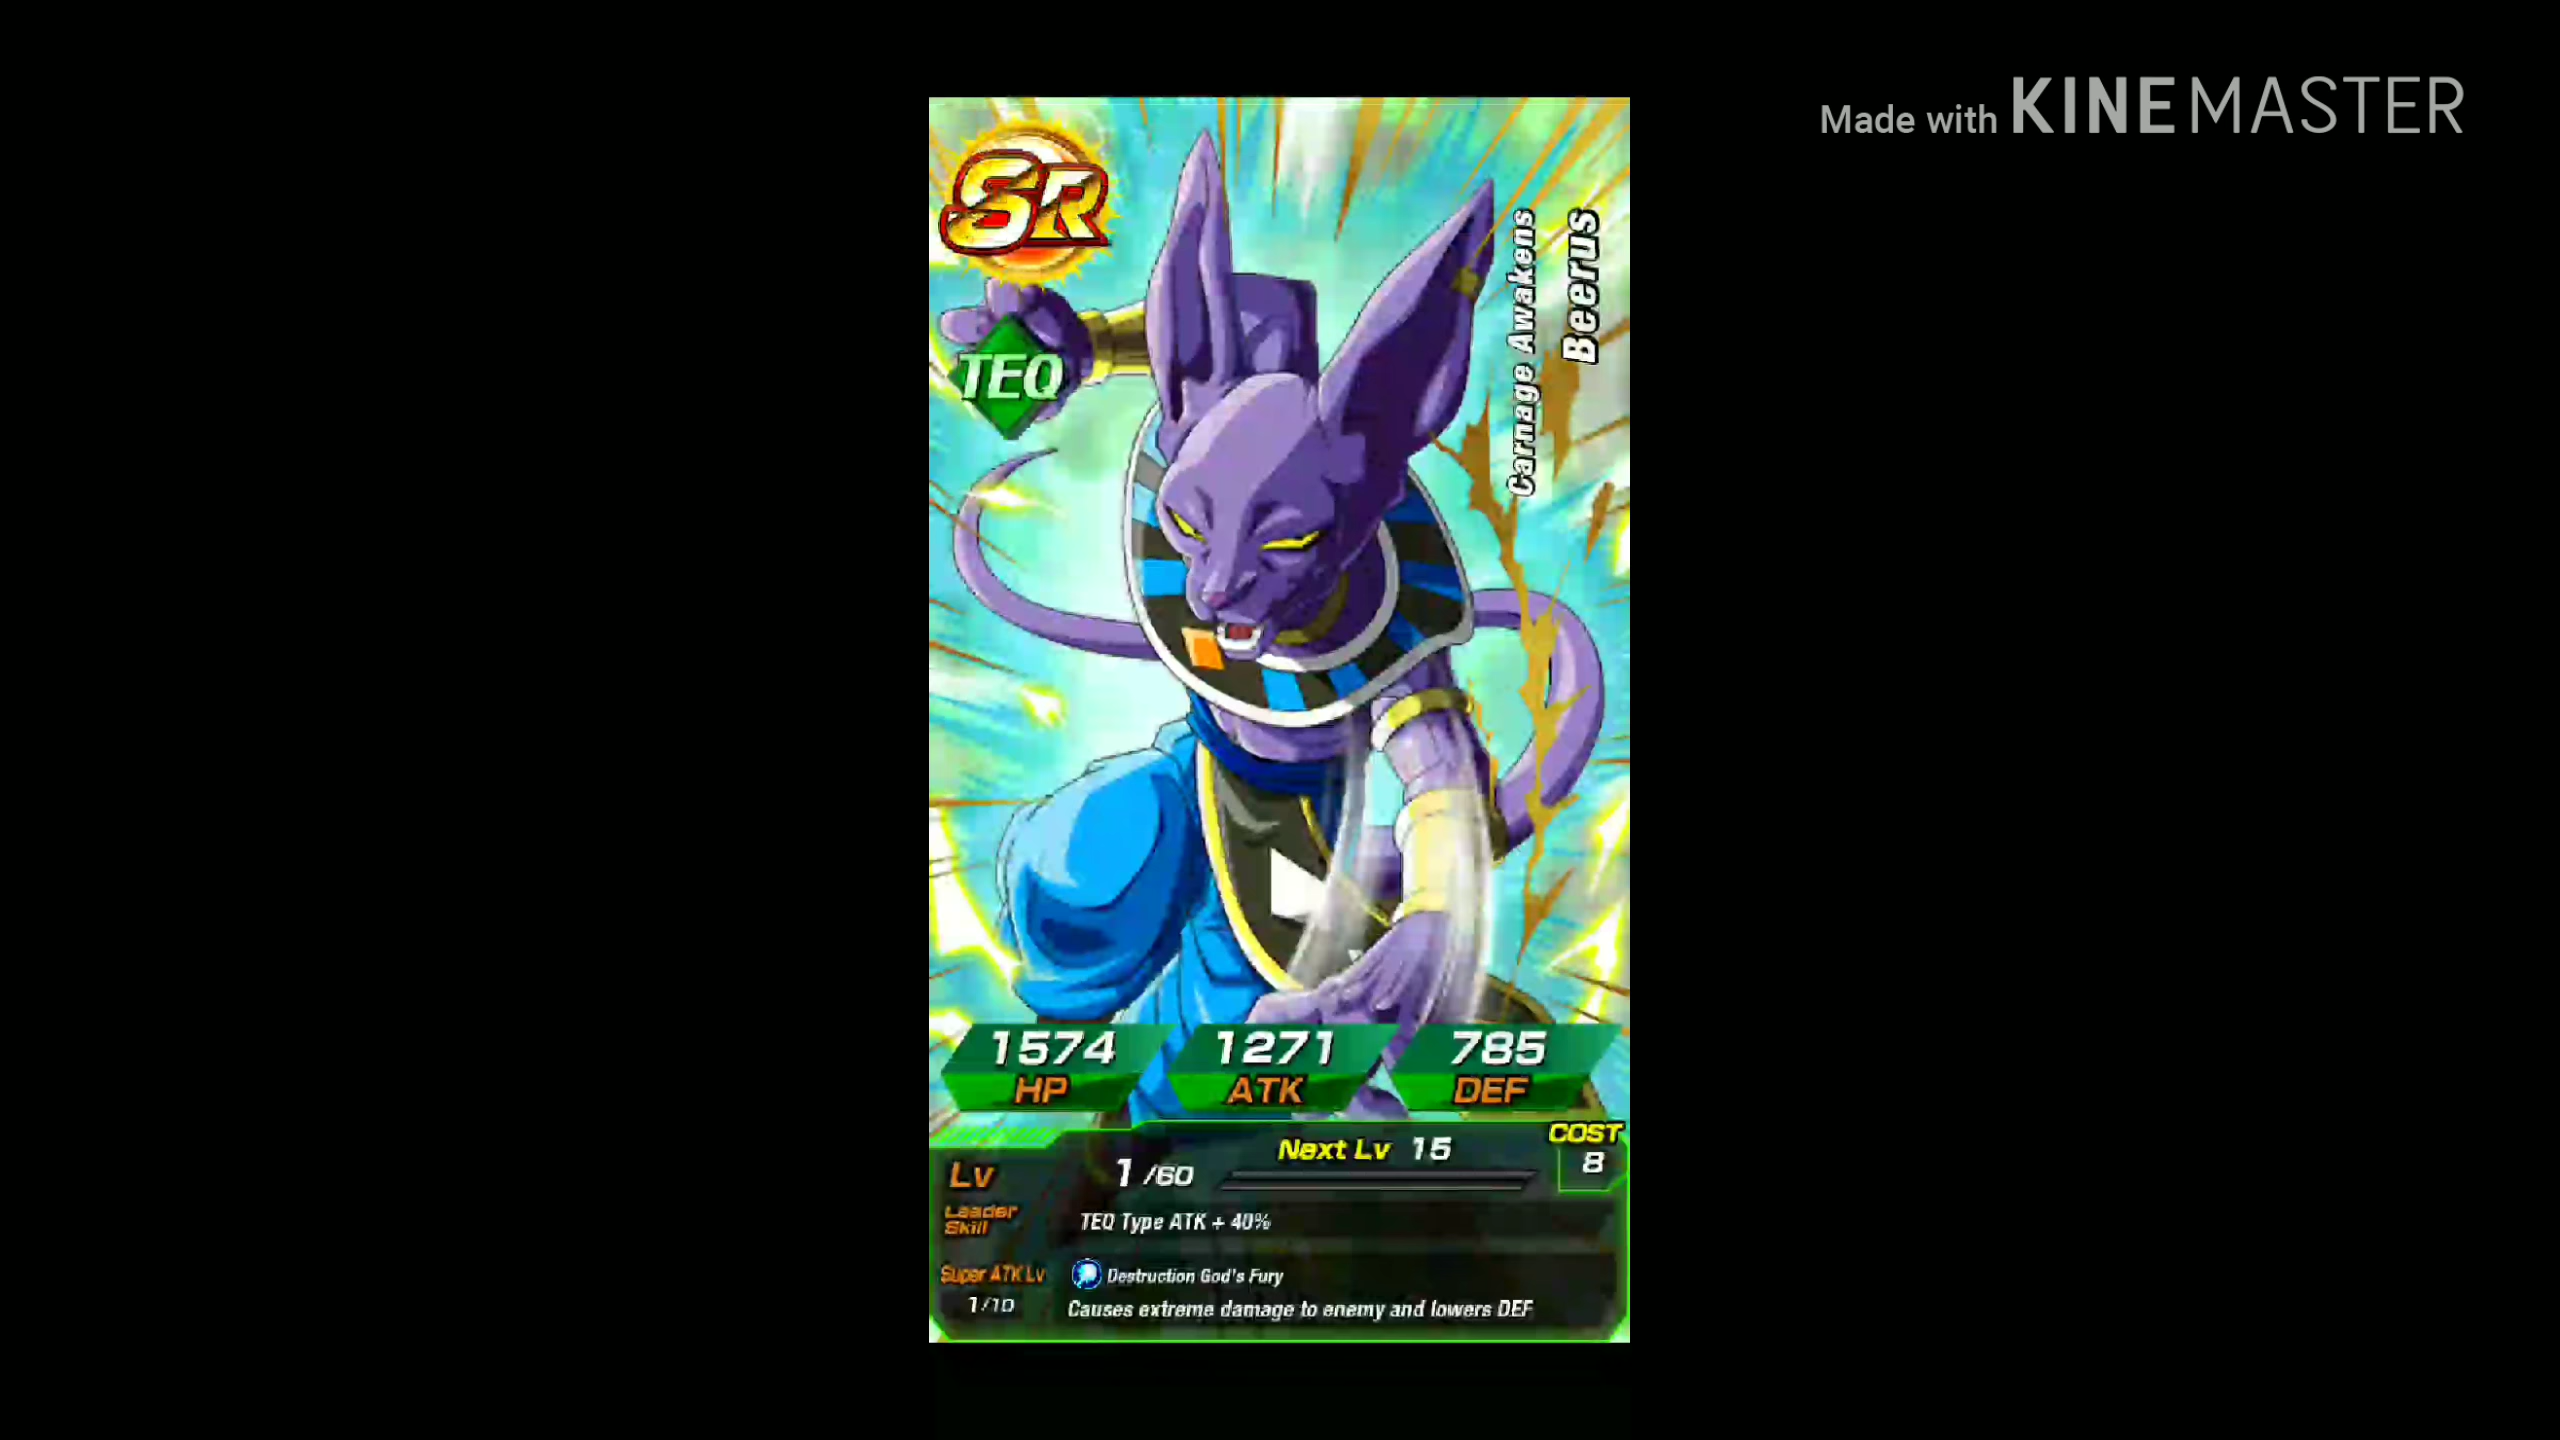 Made with KINEMASTER
SR
TEQ
Carnage Awakens
Beerus
1574 1271 785
HP ATK DEF
COST
8
Next Lv 15
Lv 1/60
Leader
Skill
TEQ Type ATK + 40%
Super ATK Lv
1/10
Destruction God's Fury
Causes extreme damage to enemy and lowers DEF